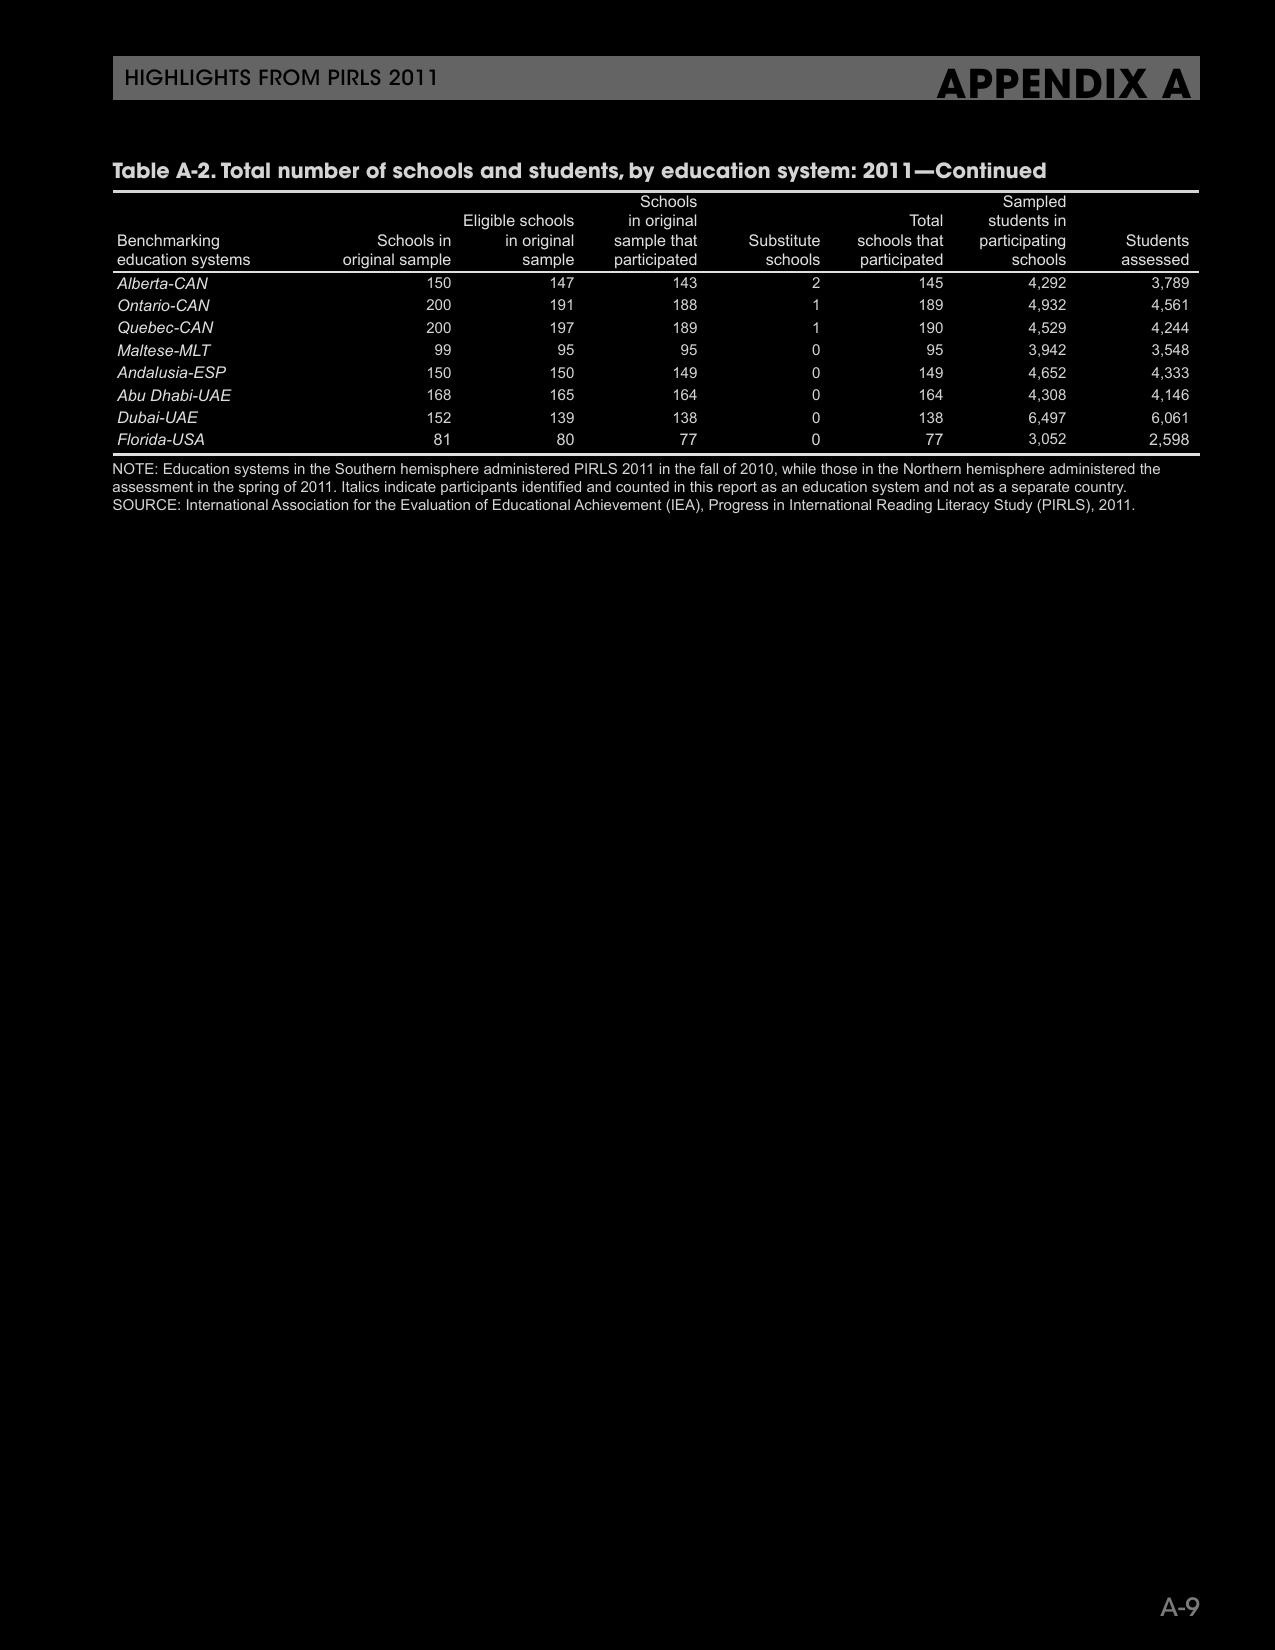 HIGHLIGHTS FROM PIRLS 2011 APPENDIX A
Table A-2. Total number of schools and students, by education system: 2011—Continued
Schools Sampled
Eligible schools in original Total students in
Benchmarking Schools in in original sample that Substitute schools that participating Students
education systems original sample sample participated schools participated schools assessed
Alberta-CAN 150 147 143 2 145 4,292 3,789
Ontario-CAN 200 191 188 1 189 4,932 4,561
Quebec-CAN 200 197 189 1 190 4,529 4,244
Maltese-MLT 99 95 95 0 95 3,942 3,548
Andalusia-ESP 150 150 149 0 149 4,652 4,333
Abu Dhabi-UAE 168 165 164 0 164 4,308 4,146
Dubai-UAE 152 139 138 0 138 6,497 6,061
Florida-USA 81 80 77 0 77 3,052 2,598
NOTE: Education systems in the Southern hemisphere administered PIRLS 2011 in the fall of 2010, while those in the Northern hemisphere administered the
assessment in the spring of 2011. Italics indicate participants identified and counted in this report as an education system and not as a separate country.
SOURCE: International Association for the Evaluation of Educational Achievement (IEA), Progress in International Reading Literacy Study (PIRLS), 2011.
A-9